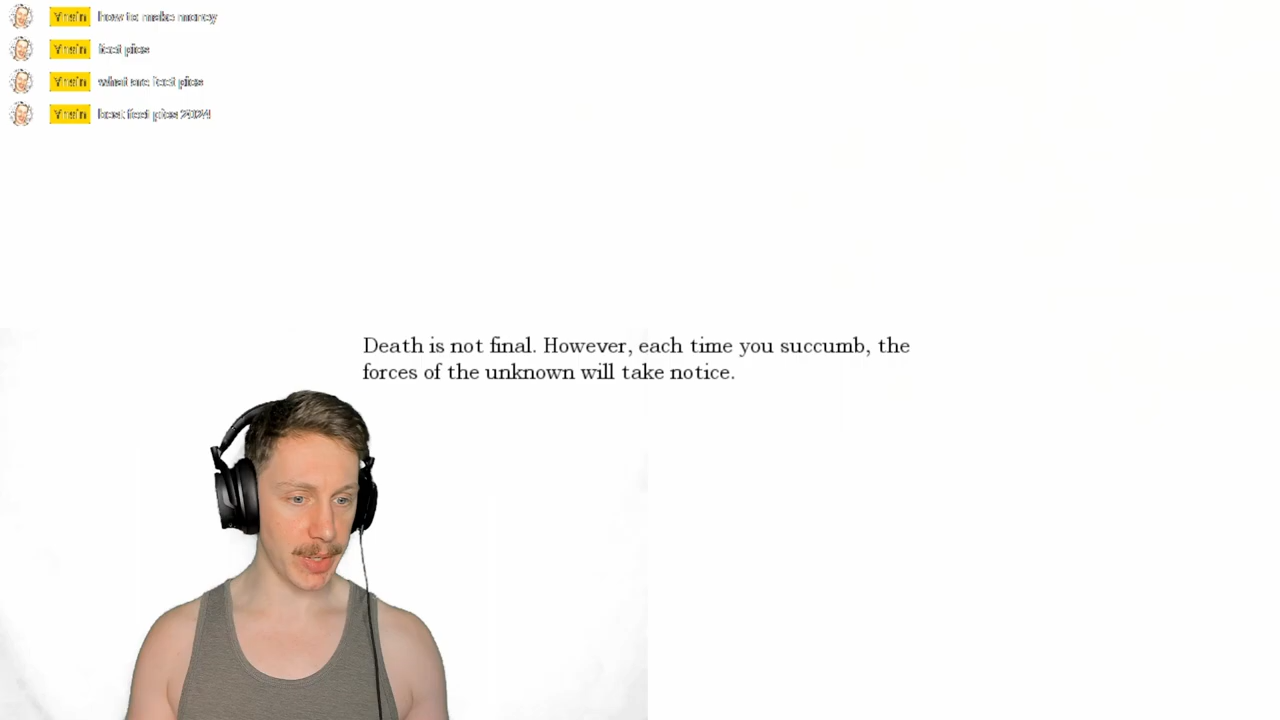 how to make money
feet pics
what are feet pics
best feet pics 2024
Death is not final. However, each time you succumb, the
forces of the unknown will take notice.